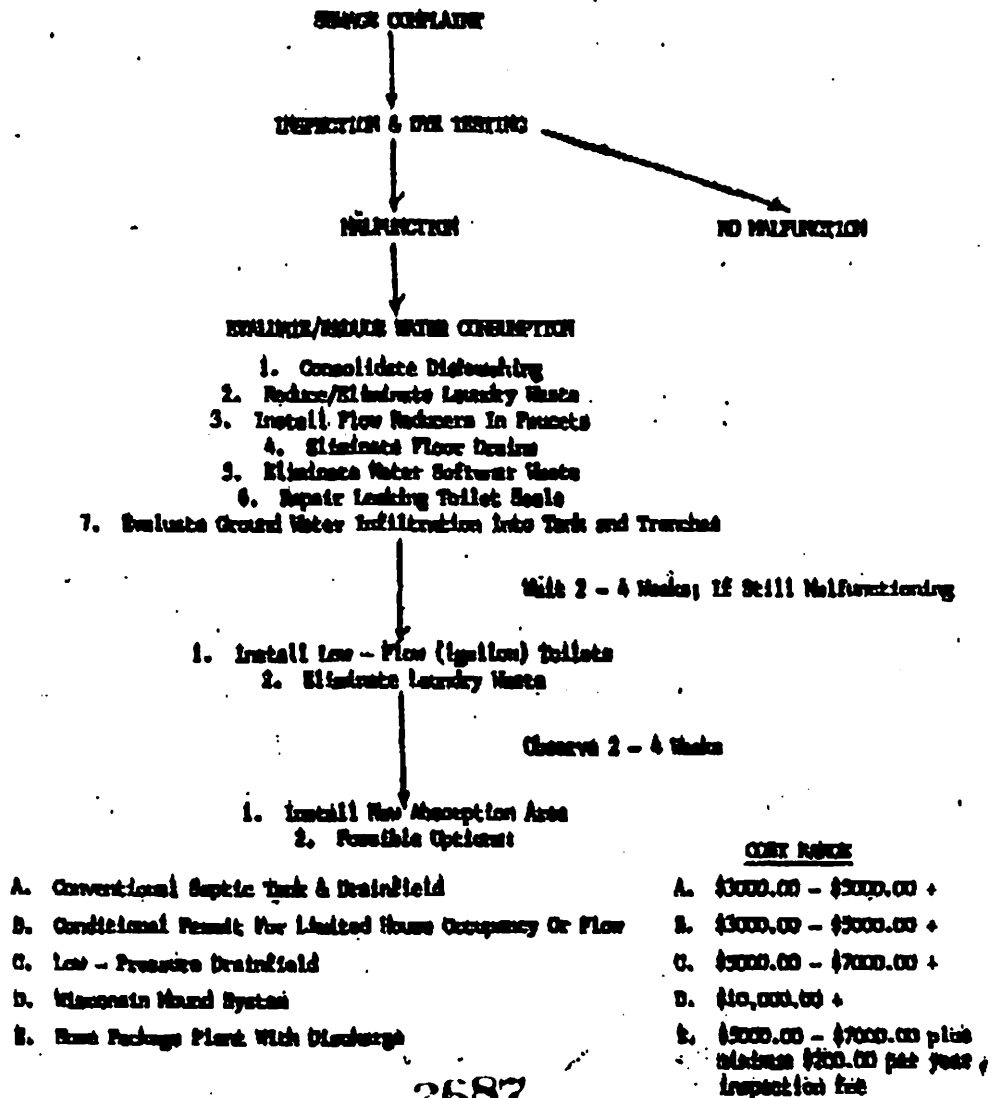 SEWAGE COMPLAINT
INSPECTION & DYE TESTING
MALFUNCTION
NO MALFUNCTION
EVALUATE/REDUCE WATER CONSUMPTION
1. Consolidate Dishwashing
2. Reduce/Eliminate Laundry Waste
3. Install Flow Reducers In Faucets
4. Eliminate Floor Drains
5. Eliminate Water Softener Waste
6. Repair Leaking Toilet Seals
7. Evaluate Ground Water Infiltration Into Tank and Trenches
Wait 2 - 4 Weeks; If Still Malfunctioning
1. Install Low - Flow (1gallon) Toilets
2. Eliminate Laundry Waste
Observe 2 - 4 Weeks
1. Install New Absorption Area
2. Possible Options:
COST RANGE
A. Conventional Septic Tank & Drainfield
A. $3000.00 - $5000.00 +
B. Conditional Permit For Limited House Occupancy Or Flow
B. $3000.00 - $5000.00 +
C. Low - Pressure Drainfield
C. $5000.00 - $7000.00 +
D. Wisconsin Mound System
D. $10,000.00 +
E. Home Package Plant With Discharge
E. $5000.00 - $7000.00 plus
minimum $200.00 per year
inspection fee